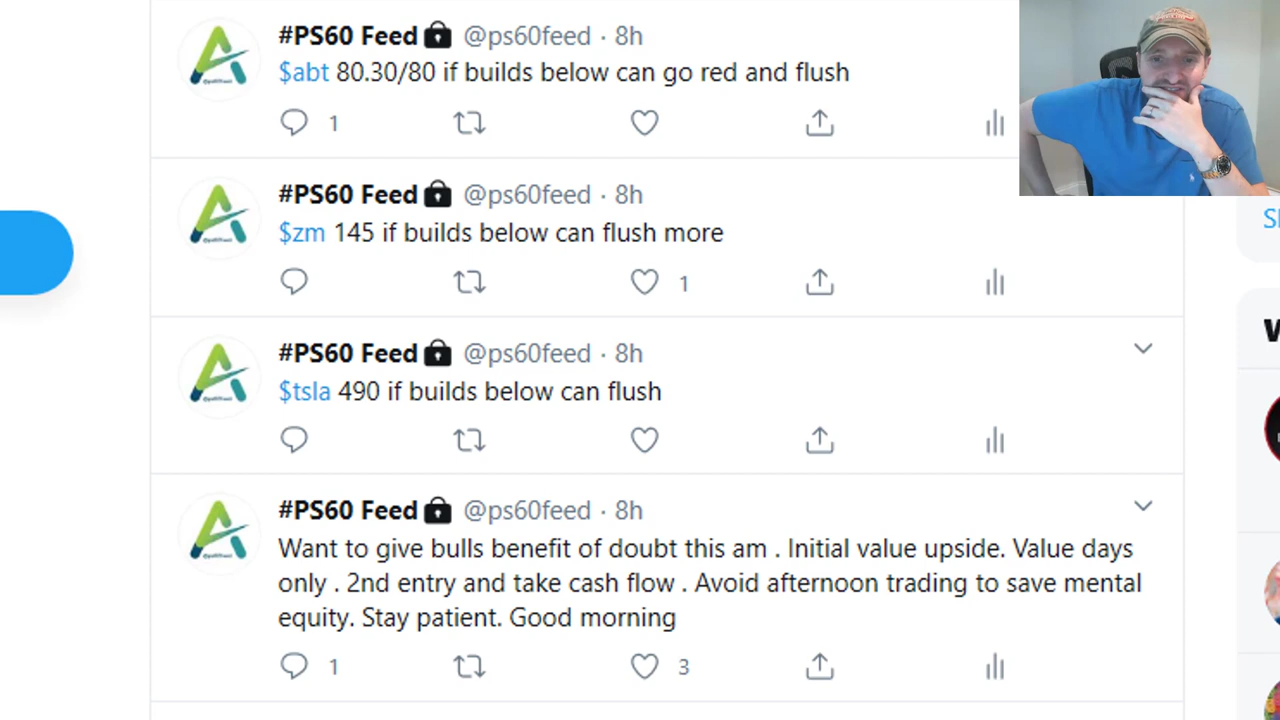 #PS60 Feed @ps60feed · 8h
$abt 80.30/80 if builds below can go red and flush
1
#PS60 Feed @ps60feed · 8h
$zm 145 if builds below can flush more
1
#PS60 Feed @ps60feed · 8h
$tsla 490 if builds below can flush
#PS60 Feed @ps60feed · 8h
Want to give bulls benefit of doubt this am . Initial value upside. Value days
only . 2nd entry and take cash flow . Avoid afternoon trading to save mental
equity. Stay patient. Good morning
1 3